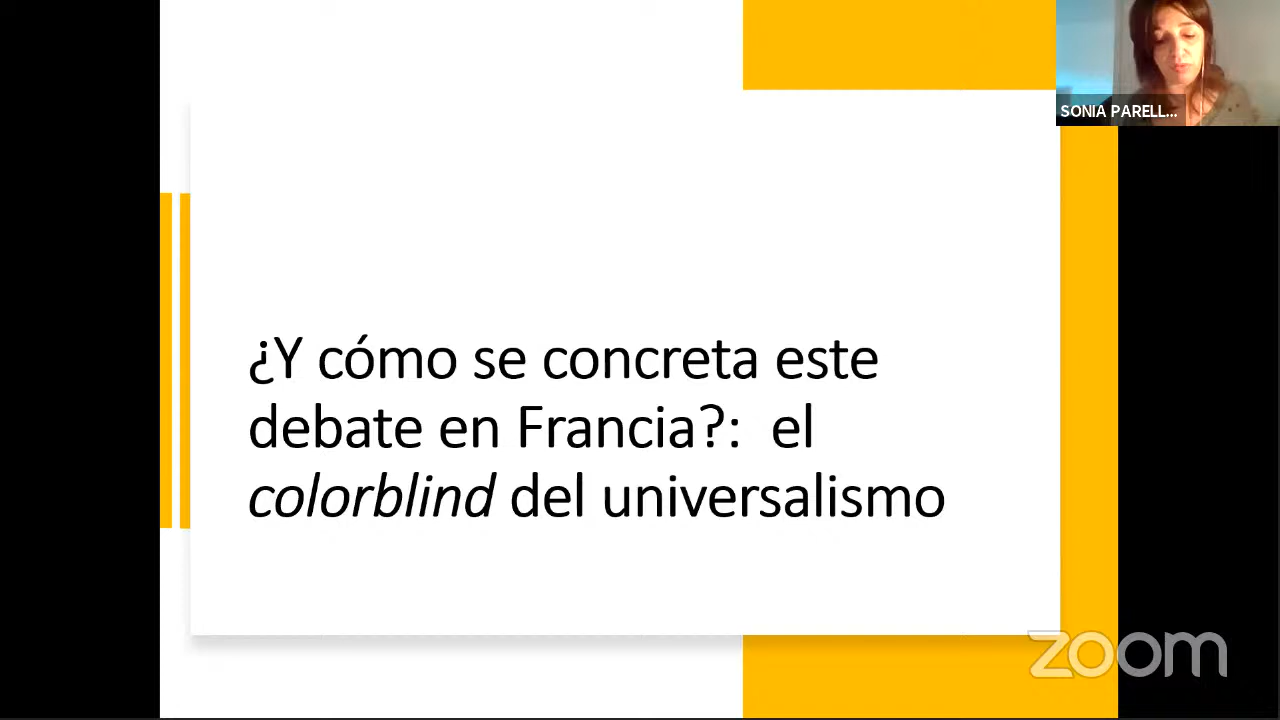 SONIA PARELL...
¿Y cómo se concreta este
debate en Francia?: el
colorblind del universalismo
zoom